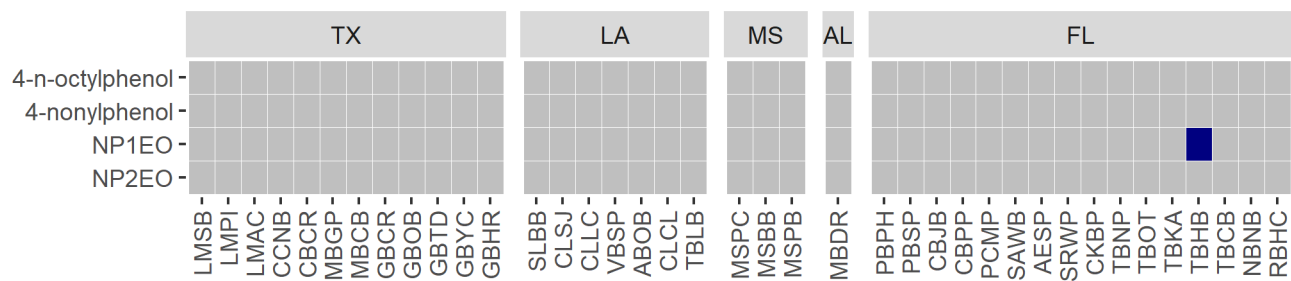 TX LA MS AL FL
4-n-octylphenol
4-nonylphenol
NP1EO
NP2EO
LMSB LMPI LMAC CCNB CBCR MBGP MBCB GBCR GBOB GBTD GBYC GBHR SLBB CLSJ CLLC VBSP ABOB CLCL TBLB MSPC MSBB MSPB MBDR PBPH PBSP CBJB CBPP PCMP SAWB AESP SRWP CKBP TBNP TBOT TBKA TBHB TBCB NBNB RBHC